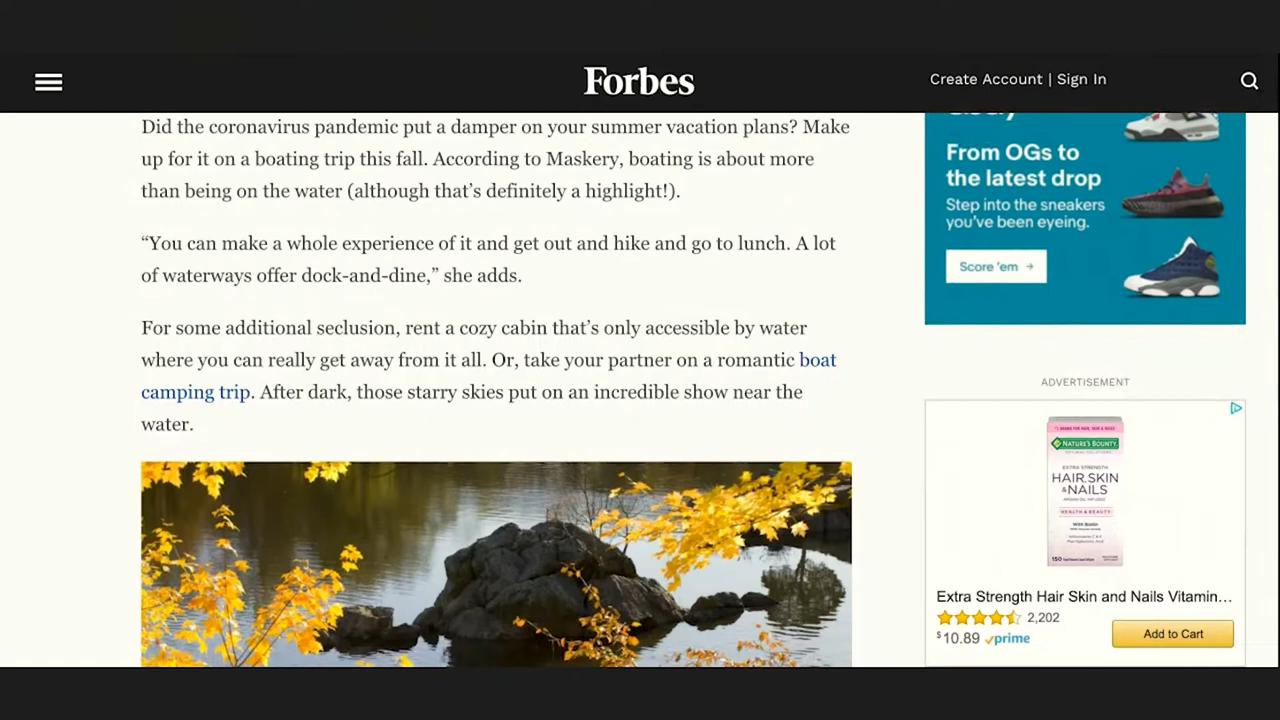 Forbes
Create Account | Sign In
Did the coronavirus pandemic put a damper on your summer vacation plans? Make
up for it on a boating trip this fall. According to Maskery, boating is about more
than being on the water (although that’s definitely a highlight!).
“You can make a whole experience of it and get out and hike and go to lunch. A lot
of waterways offer dock-and-dine,” she adds.
For some additional seclusion, rent a cozy cabin that’s only accessible by water
where you can really get away from it all. Or, take your partner on a romantic boat
camping trip. After dark, those starry skies put on an incredible show near the
water.
From OGs to
the latest drop
Step into the sneakers
you’ve been eyeing.
Score ’em →
ADVERTISEMENT
NATURE'S BOUNTY
EXTRA STRENGTH
HAIR, SKIN
& NAILS
HEALTH & BEAUTY
With Biotin
150
Extra Strength Hair Skin and Nails Vitamin...
2,202
$10.89 prime
Add to Cart